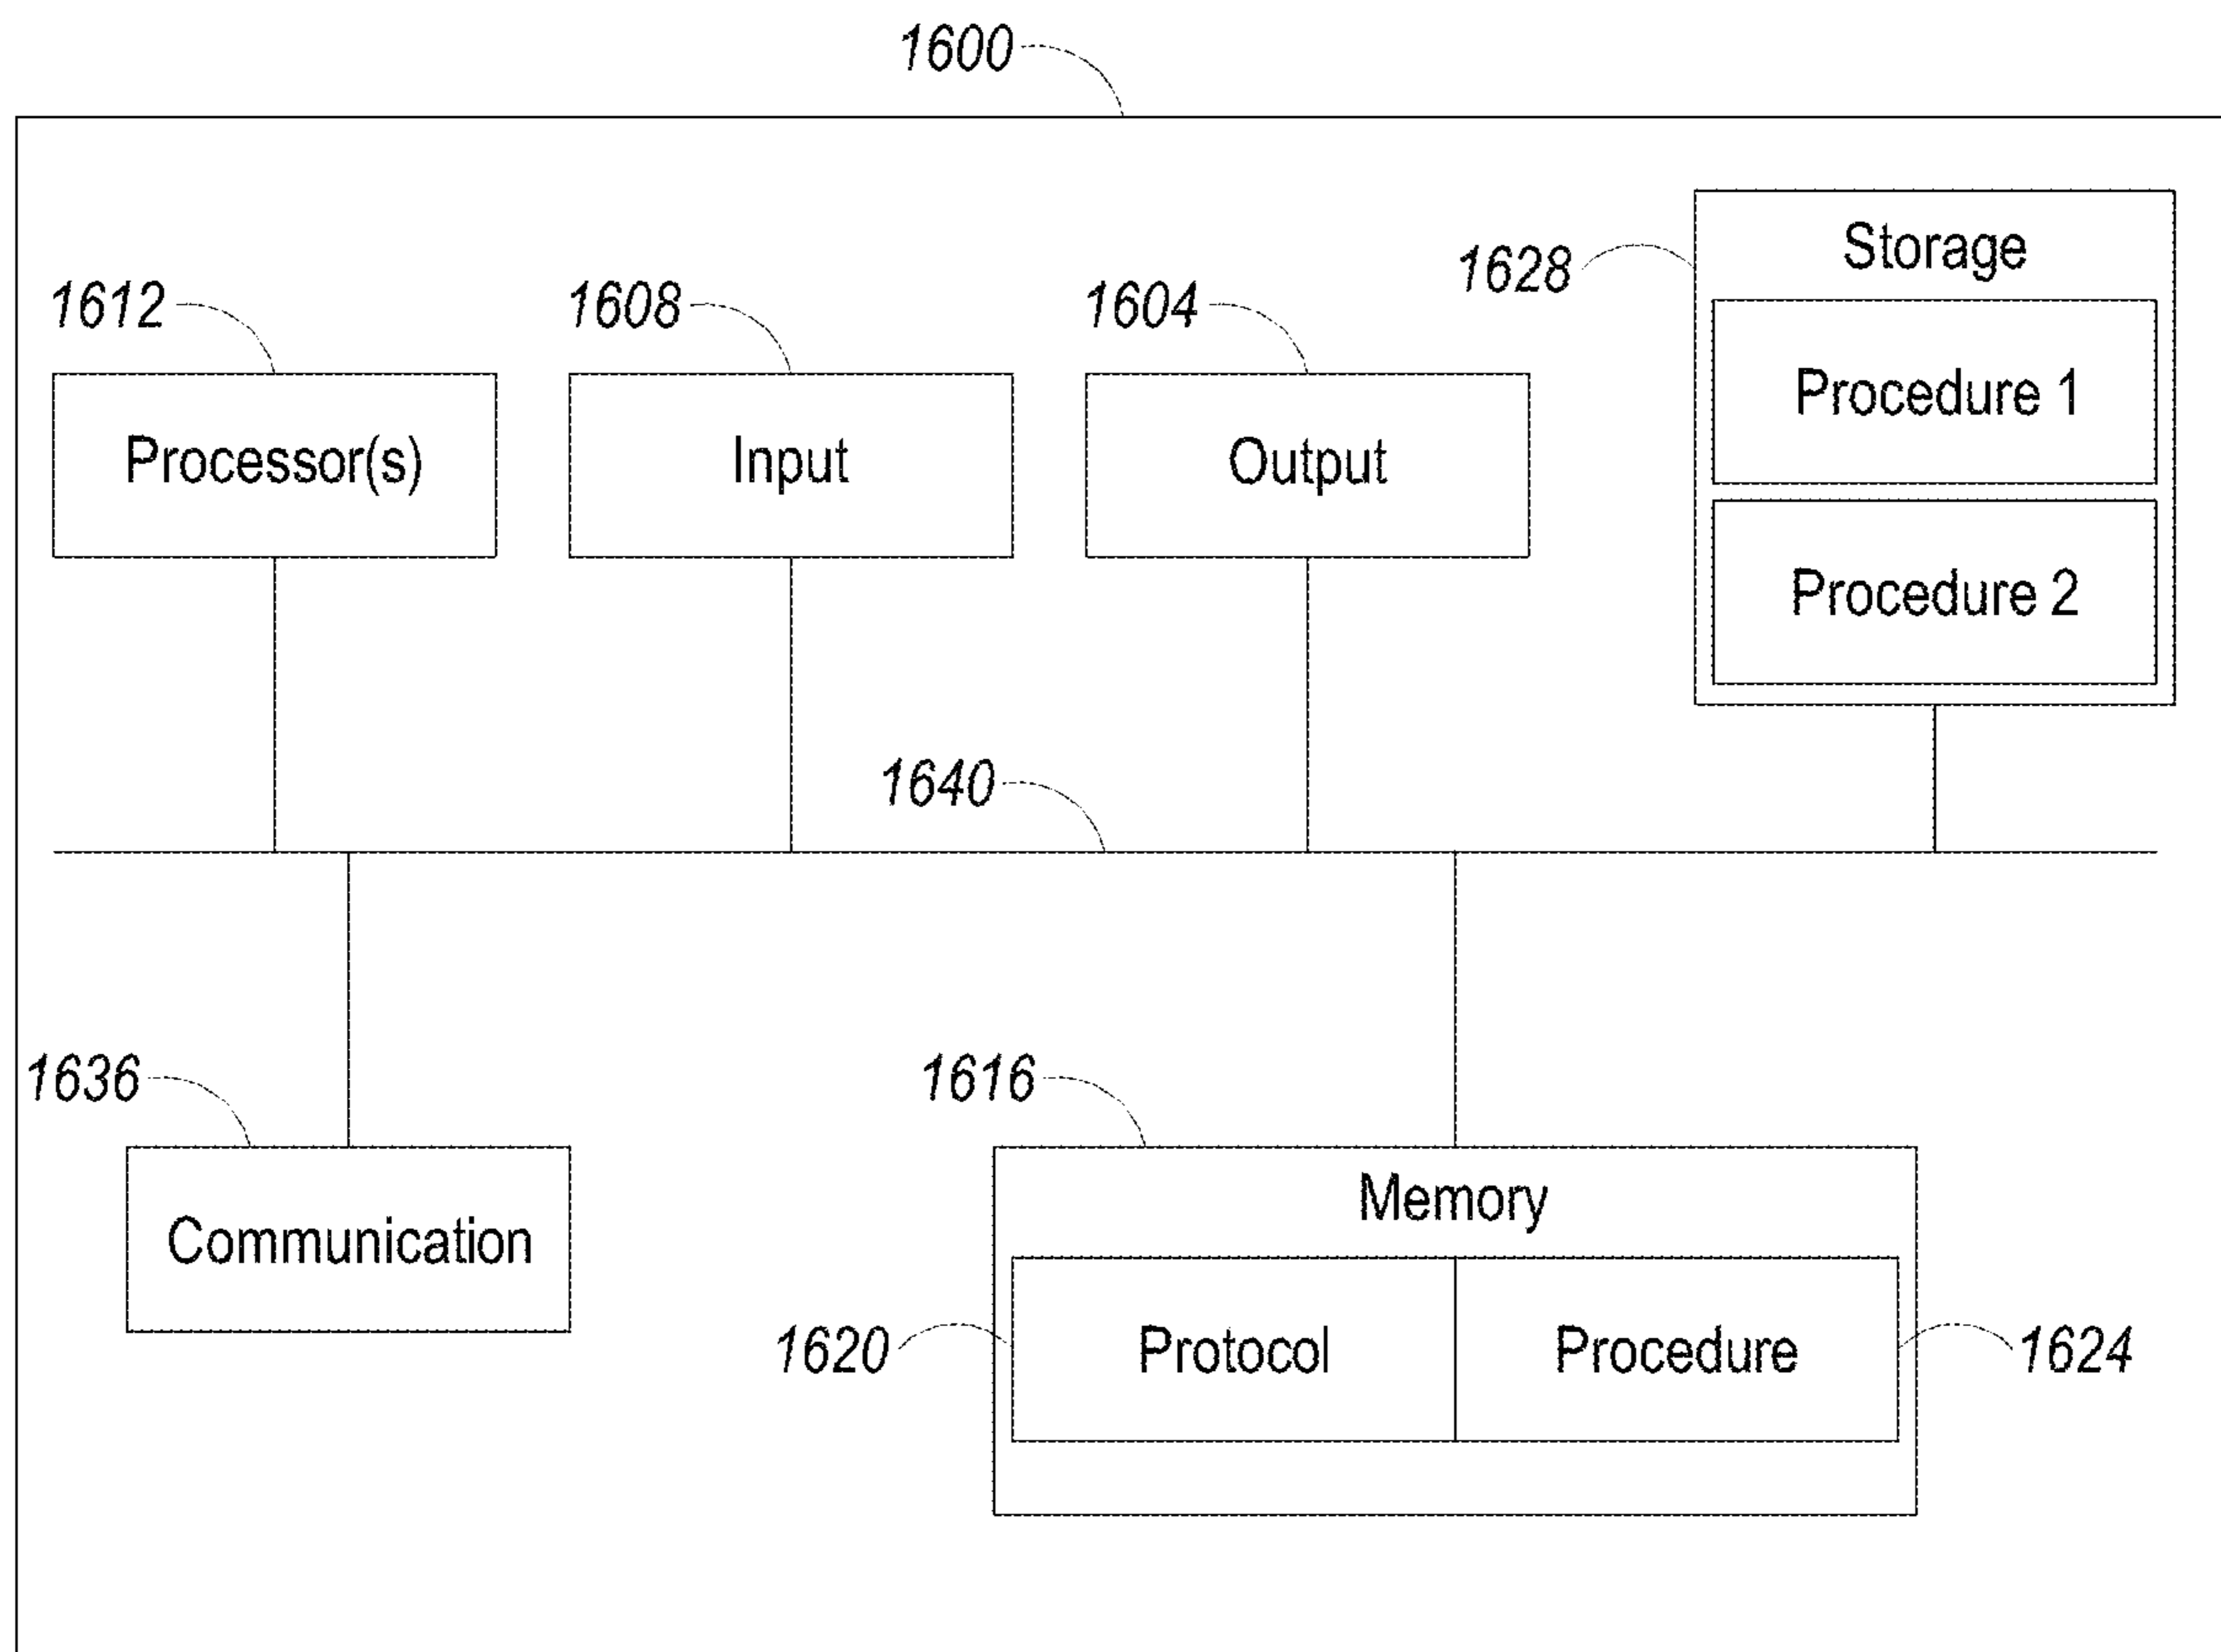 1600
1628
Storage
1612
1608
1604
Procedure 1
Processor(s)
Input
Output
Procedure 2
1640
1636
1616
Memory
Communication
1620
Protocol
Procedure
1624